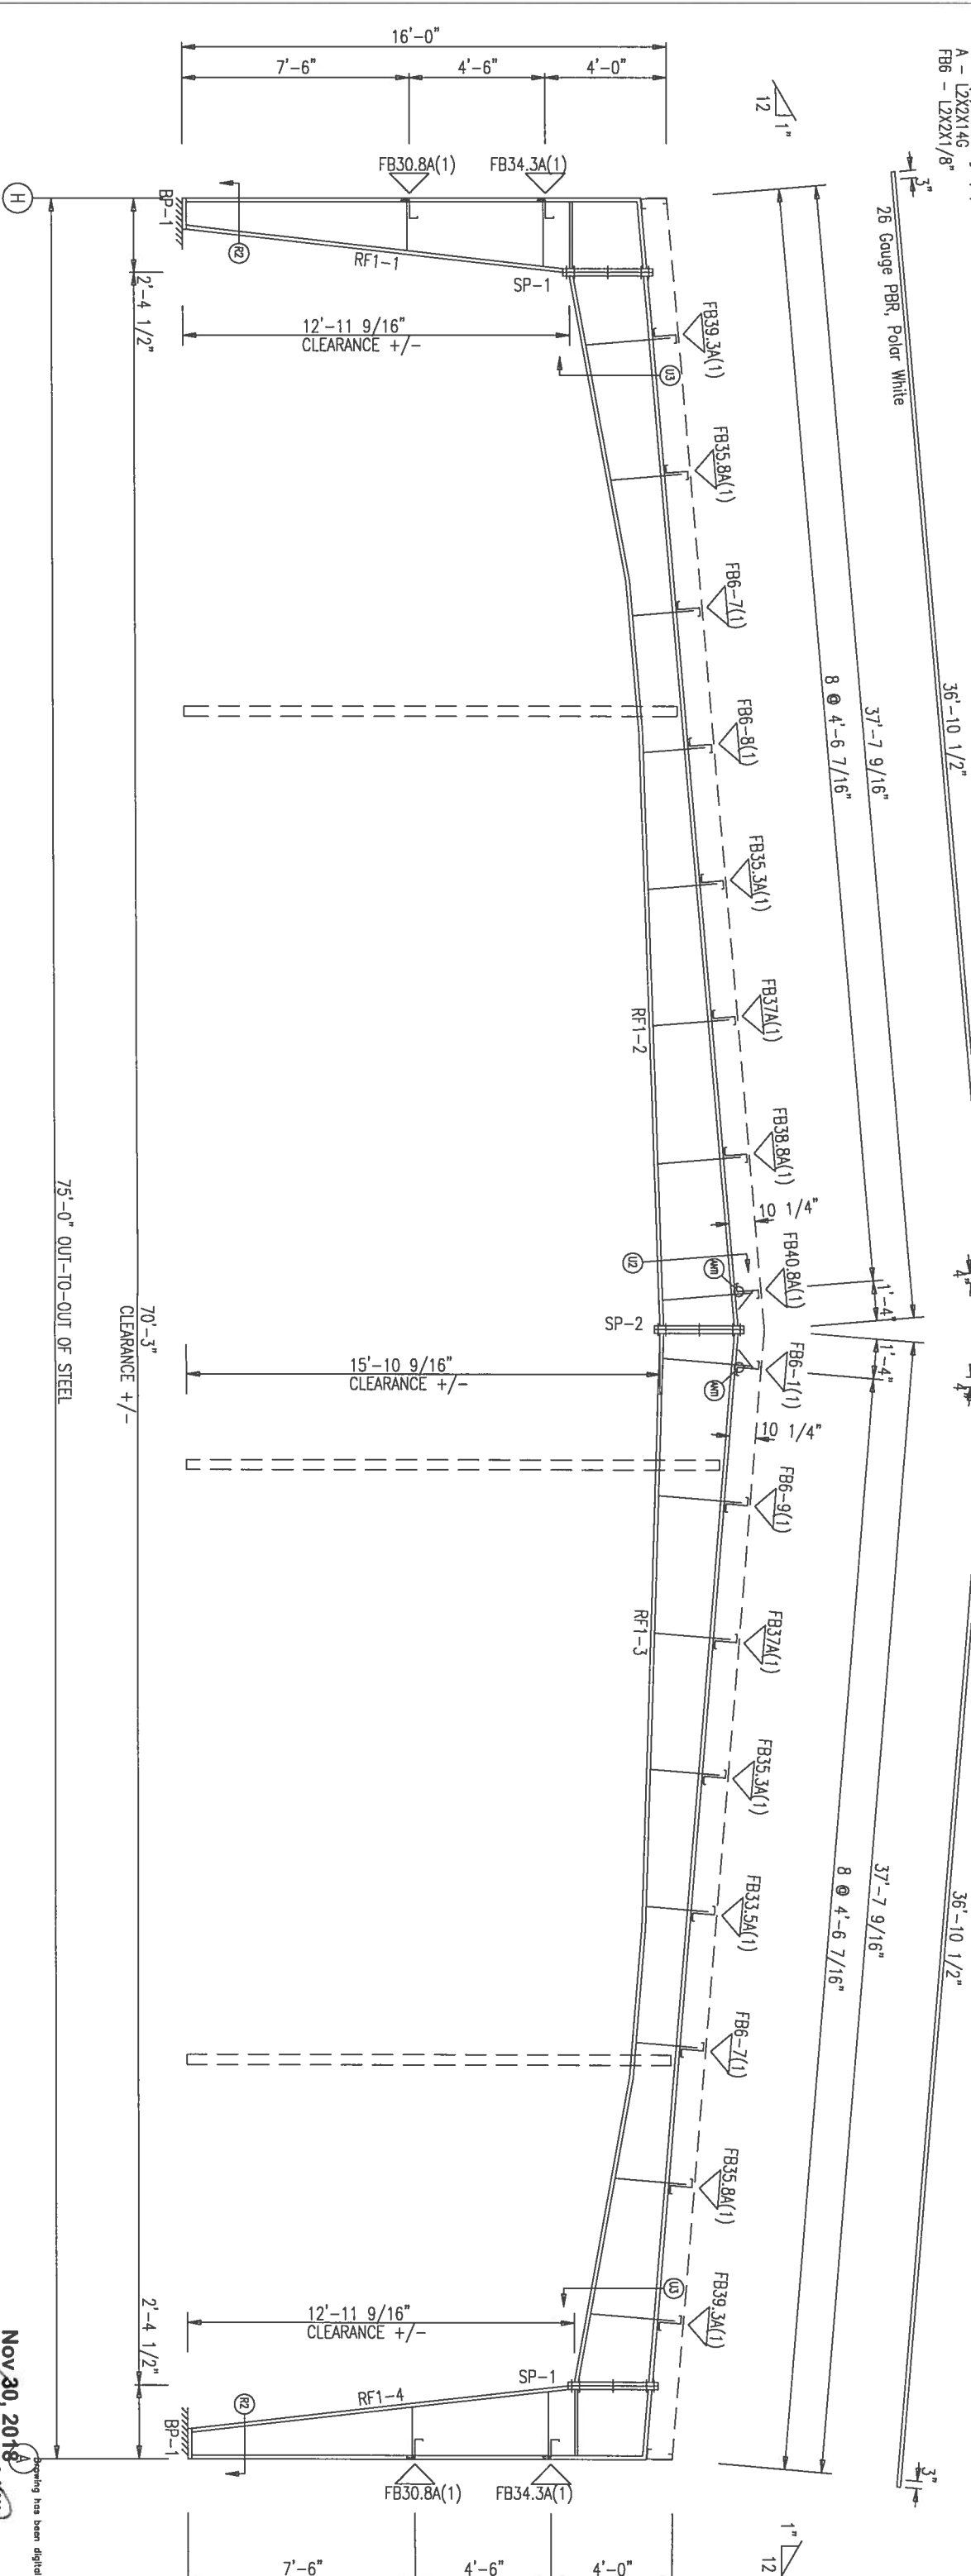 A - L2X2X14G
FB6 - L2X2X1/8"
16'-0"
7'-6"
4'-6"
4'-0"
12
1"
3"
26 Gauge PBR, Polar White
36'-10 1/2"
37'-7 9/16"
8 @ 4'-6 7/16"
FB30.8A(1)
FB34.3A(1)
H
BP-1
R2
RF1-1
SP-1
2'-4 1/2"
12'-11 9/16"
CLEARANCE +/-
U3
FB39.3A(1)
FB35.8A(1)
FB6-7(1)
FB6-8(1)
FB35.3A(1)
FB37A(1)
FB38.8A(1)
FB40.8A(1)
RF1-2
10 1/4"
U2
SP-2
1'-4"
4"
1'-4"
4"
FB6-1(1)
10 1/4"
15'-10 9/16"
CLEARANCE +/-
70'-3"
CLEARANCE +/-
75'-0" OUT-TO-OUT OF STEEL
FB6-9(1)
FB37A(1)
FB35.3A(1)
FB33.5A(1)
FB6-7(1)
FB35.8A(1)
FB39.3A(1)
RF1-3
36'-10 1/2"
37'-7 9/16"
8 @ 4'-6 7/16"
U3
12'-11 9/16"
CLEARANCE +/-
SP-1
RF1-4
R2
BP-1
2'-4 1/2"
FB30.8A(1)
FB34.3A(1)
3"
1"
12
7'-6"
4'-6"
4'-0"
A
Nov 30, 2018
Drawing has been digital